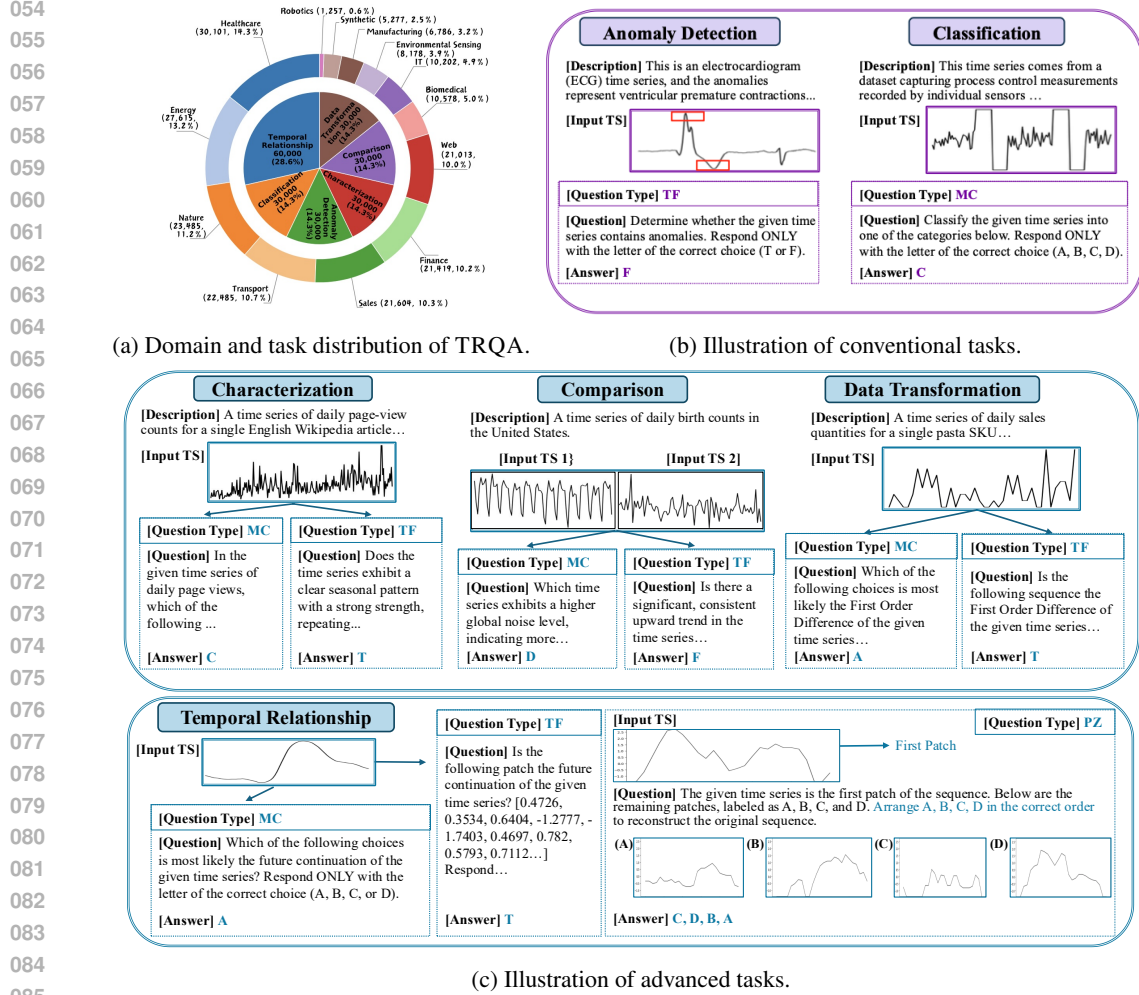 054
055
056
057
058
059
060
061
062
063
064
065
066
067
068
069
070
071
072
073
074
075
076
077
078
079
080
081
082
083
084
085
Robotics (1,257, 0.6%)
Synthetic (5,277, 2.5%)
Manufacturing (6,786, 3.2%)
Environmental Sensing
(8,178, 3.9%)
IT (10,202, 4.9%)
Biomedical
(10,578, 5.0%)
Web
(21,013,
10.0%)
Finance
(21,419,10.2%)
Sales (21,604, 10.3%)
Transport
(22,485, 10.7%)
Nature
(23,485,
11.2%)
Energy
(27,615,
13.2%)
Healthcare
(30,101, 14.3%)
Data
Transforma
tion 30,000
(14.3%)
Comparison
30,000
(14.3%)
Characterization
30,000
(14.3%)
Anomaly
Detection
30,000
(14.3%)
Classification
30,000
(14.3%)
Temporal
Relationship
60,000
(28.6%)
(a) Domain and task distribution of TRQA.
Anomaly Detection
[Description] This is an electrocardiogram
(ECG) time series, and the anomalies
represent ventricular premature contractions...
[Input TS]
[Question Type] TF
[Question] Determine whether the given time
series contains anomalies. Respond ONLY
with the letter of the correct choice (T or F).
[Answer] F
Classification
[Description] This time series comes from a
dataset capturing process control measurements
recorded by individual sensors …
[Input TS]
[Question Type] MC
[Question] Classify the given time series into
one of the categories below. Respond ONLY
with the letter of the correct choice (A, B, C, D).
[Answer] C
(b) Illustration of conventional tasks.
Characterization
[Description] A time series of daily page-view
counts for a single English Wikipedia article…
[Input TS]
[Question Type] MC
[Question] In the
given time series of
daily page views,
which of the
following ...
[Answer] C
[Question Type] TF
[Question] Does the
time series exhibit a
clear seasonal pattern
with a strong strength,
repeating...
[Answer] T
Comparison
[Description] A time series of daily birth counts in
the United States.
[Input TS 1}
[Input TS 2]
[Question Type] MC
[Question] Which time
series exhibits a higher
global noise level,
indicating more…
[Answer] D
[Question Type] TF
[Question] Is there a
significant, consistent
upward trend in the
time series…
[Answer] F
Data Transformation
[Description] A time series of daily sales
quantities for a single pasta SKU…
[Input TS]
[Question Type] MC
[Question] Which of the
following choices is most
likely the First Order
Difference of the given
time series…
[Answer] A
[Question Type] TF
[Question] Is the
following sequence the
First Order Difference of
the given time series…
[Answer] T
Temporal Relationship
[Input TS]
[Question Type] MC
[Question] Which of the following choices
is most likely the future continuation of the
given time series? Respond ONLY with the
letter of the correct choice (A, B, C, or D).
[Answer] A
[Question Type] TF
[Question] Is the
following patch the future
continuation of the given
time series? [0.4726,
0.3534, 0.6404, -1.2777, -
1.7403, 0.4697, 0.782,
0.5793, 0.7112…]
Respond…
[Answer] T
[Input TS]
[Question Type] PZ
First Patch
[Question] The given time series is the first patch of the sequence. Below are the
remaining patches, labeled as A, B, C, and D. Arrange A, B, C, D in the correct order
to reconstruct the original sequence.
(A)
(B)
(C)
(D)
[Answer] C, D, B, A
(c) Illustration of advanced tasks.